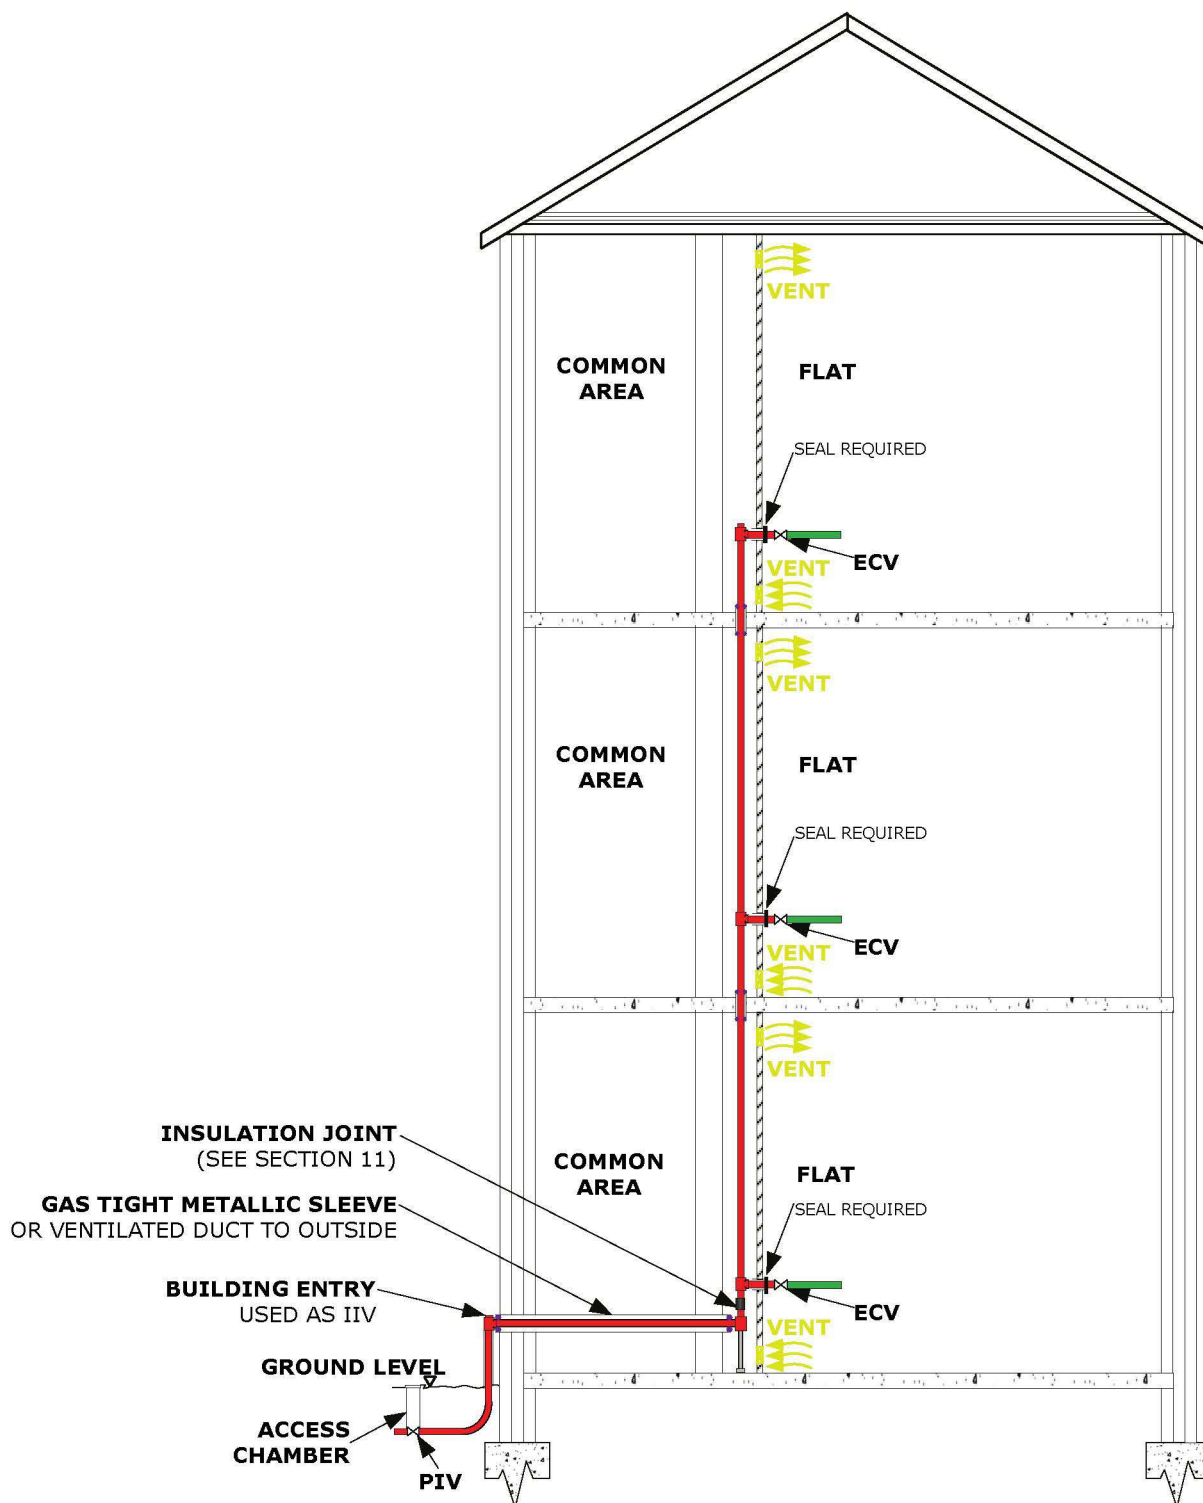 VENT
COMMON
AREA
FLAT
SEAL REQUIRED
ECV
VENT
VENT
COMMON
AREA
FLAT
SEAL REQUIRED
ECV
VENT
VENT
INSULATION JOINT
(SEE SECTION 11)
COMMON
AREA
FLAT
GAS TIGHT METALLIC SLEEVE
OR VENTILATED DUCT TO OUTSIDE
SEAL REQUIRED
BUILDING ENTRY
USED AS IIV
ECV
VENT
GROUND LEVEL
ACCESS
CHAMBER
PIV